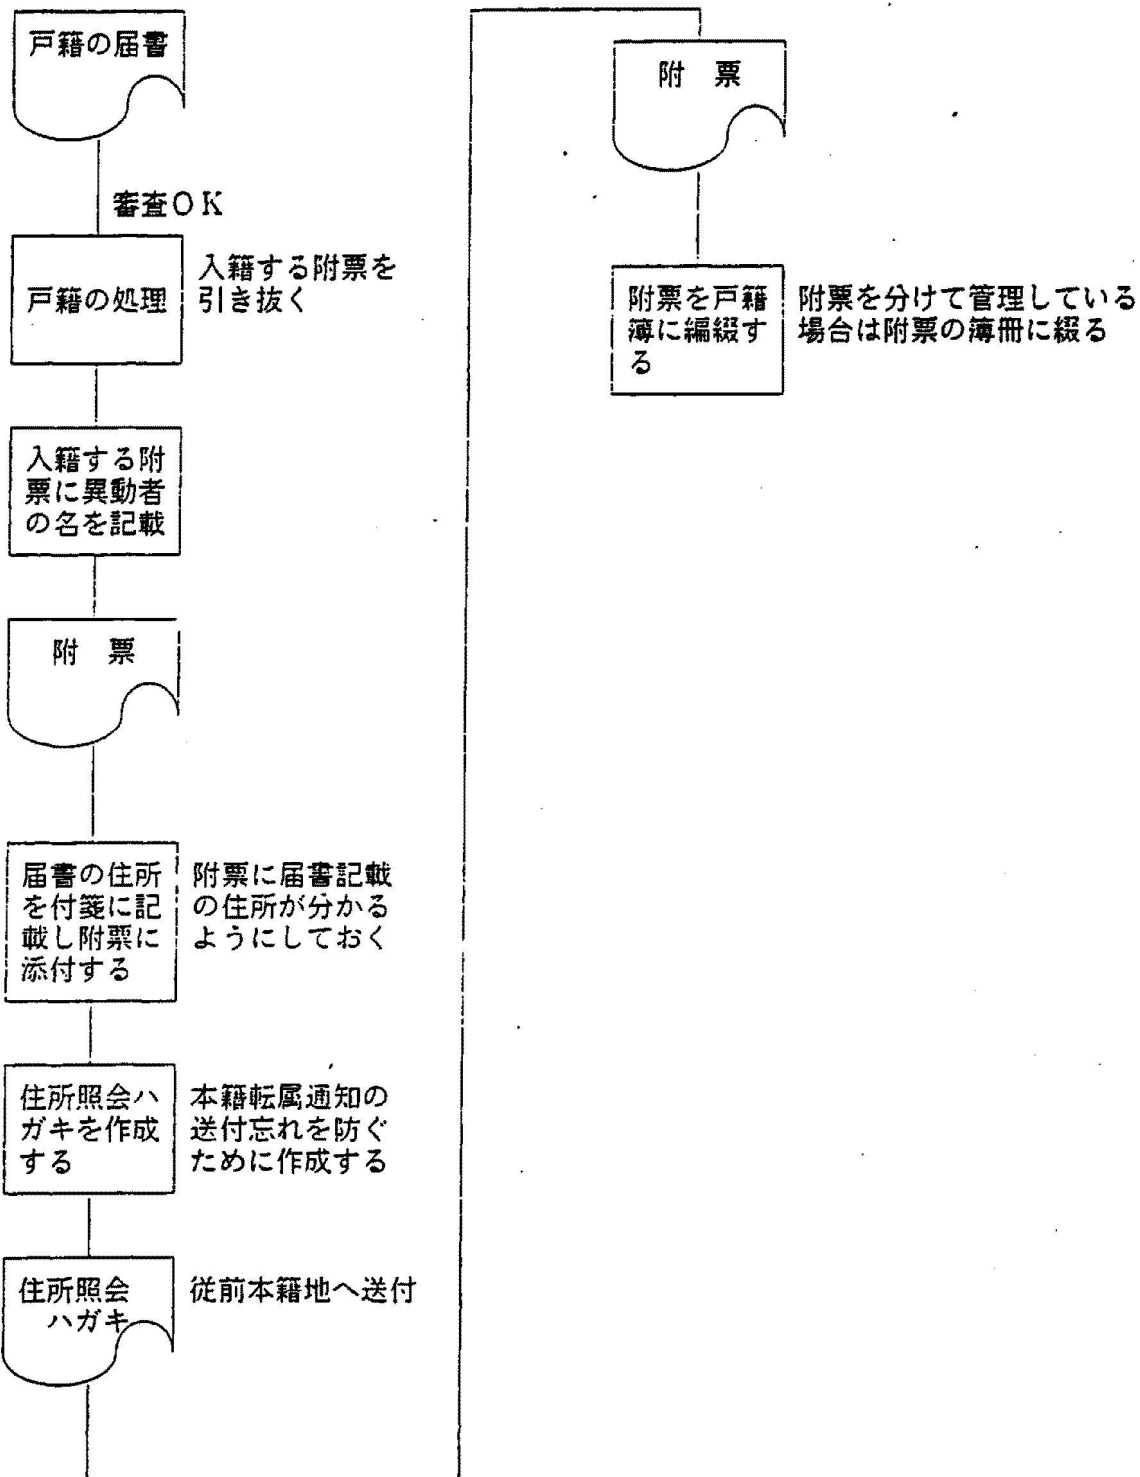 戸籍の届書
審査OK
戸籍の処理
入籍する附票を
引き抜く
入籍する附
票に異動者
の名を記載
附　票
届書の住所
を付箋に記
載し附票に
添付する
附票に届書記載
の住所が分かる
ようにしておく
住所照会ハ
ガキを作成
する
本籍転属通知の
送付忘れを防ぐ
ために作成する
住所照会
ハガキ
従前本籍地へ送付
附　票
附票を戸籍
簿に編綴す
る
附票を分けて管理している
場合は附票の簿冊に綴る